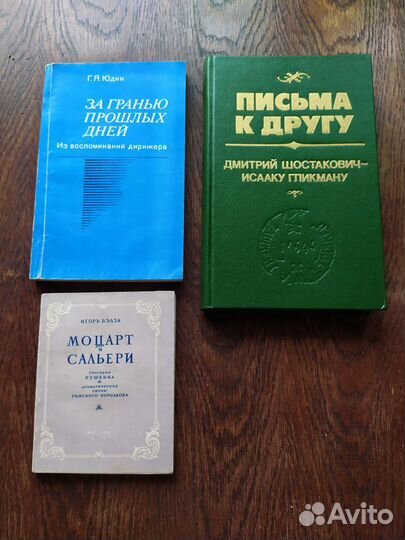 Г. Я. Юдин
ЗА ГРАНЬЮ
ПРОШЛЫХ
ДНЕЙ
Из воспоминаний дирижера
ПИСЬМА
К ДРУГУ
ДМИТРИЙ ШОСТАКОВИЧ—
ИСААКУ ГЛИКМАНУ
ИГОРЬ БЭЛЗА
МОЦАРТ
И
САЛЬЕРИ
ТРАГЕДИЯ
ПУШКИНА
ДРАМАТИЧЕСКИЕ
СЦЕНЫ
РИМСКОГО-КОРСАКОВА
Avito